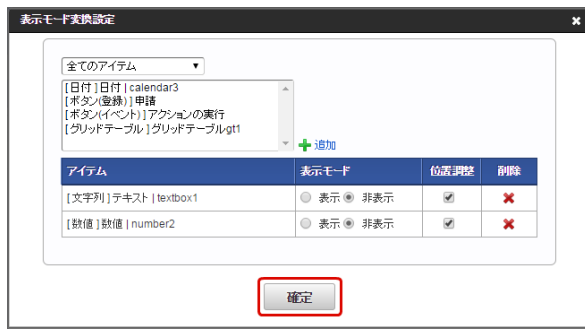 表示モード変換設定
全てのアイテム
[日付]日付 | calendar3
[ボタン(登録)]申請
[ボタン(イベント)]アクションの実行
[グリッドテーブル]グリッドテーブルgt1
追加
アイテム 表示モード 位置調整 削除
[文字列]テキスト | textbox1 表示 非表示
[数値]数値 | number2 表示 非表示
確定